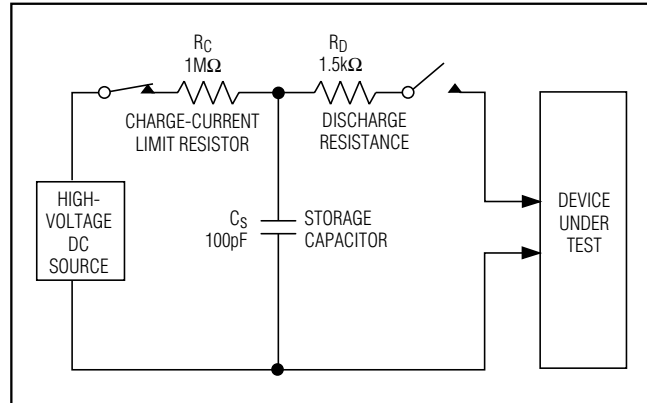 R_C
1MΩ
R_D
1.5kΩ
CHARGE-CURRENT
LIMIT RESISTOR
DISCHARGE
RESISTANCE
HIGH-
VOLTAGE
DC
SOURCE
C_S
100pF
STORAGE
CAPACITOR
DEVICE
UNDER
TEST